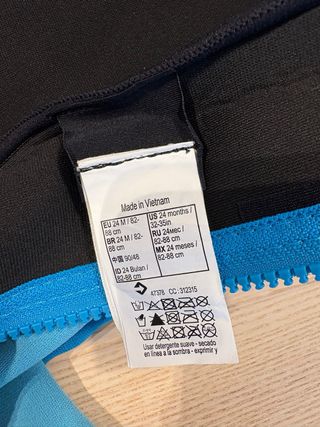 Made in Vietnam
EU 24 M / 82-
88 cm
BR 24 M / 82-
88 cm
中国 90/48
ID 24 Bulan /
82-88 cm
US 24 months /
32-35in
RU 24мес /
82-88 cm
MX 24 meses /
82-88 cm
47378 CC : 312315
Usar detergente suave - secado
en línea a la sombra - exprimir y